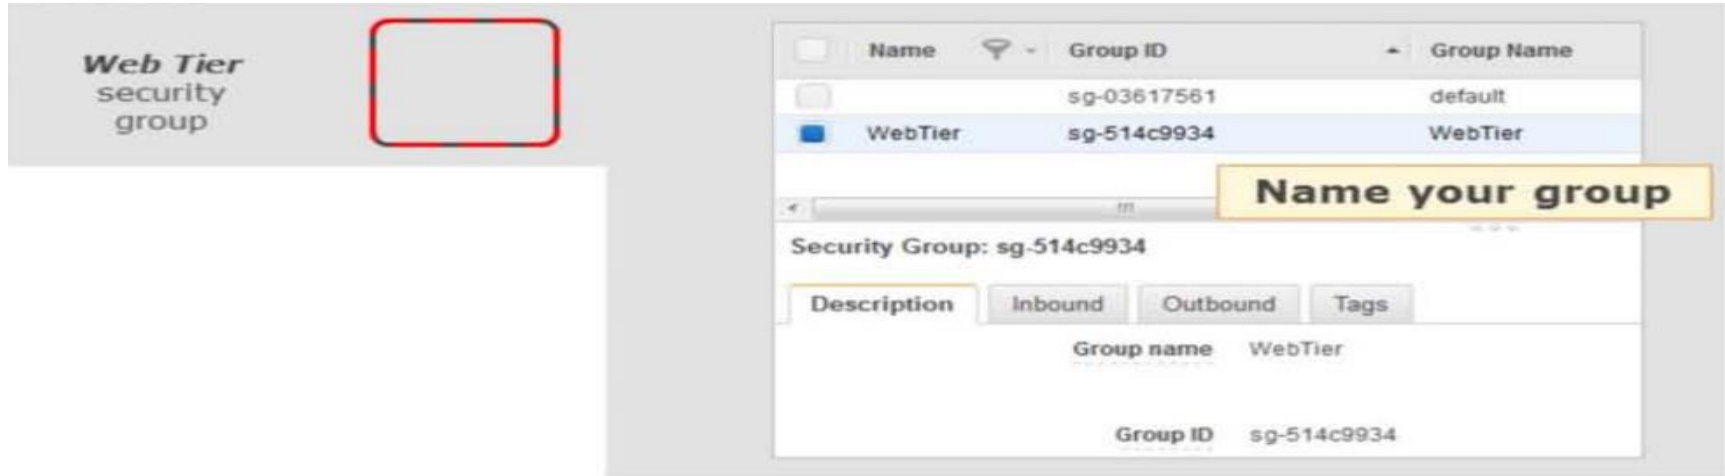 Web Tier
security
group
Name Group ID Group Name
sg-03617561 default
WebTier sg-514c9934 WebTier
Name your group
Security Group: sg-514c9934
Description Inbound Outbound Tags
Group name WebTier
Group ID sg-514c9934